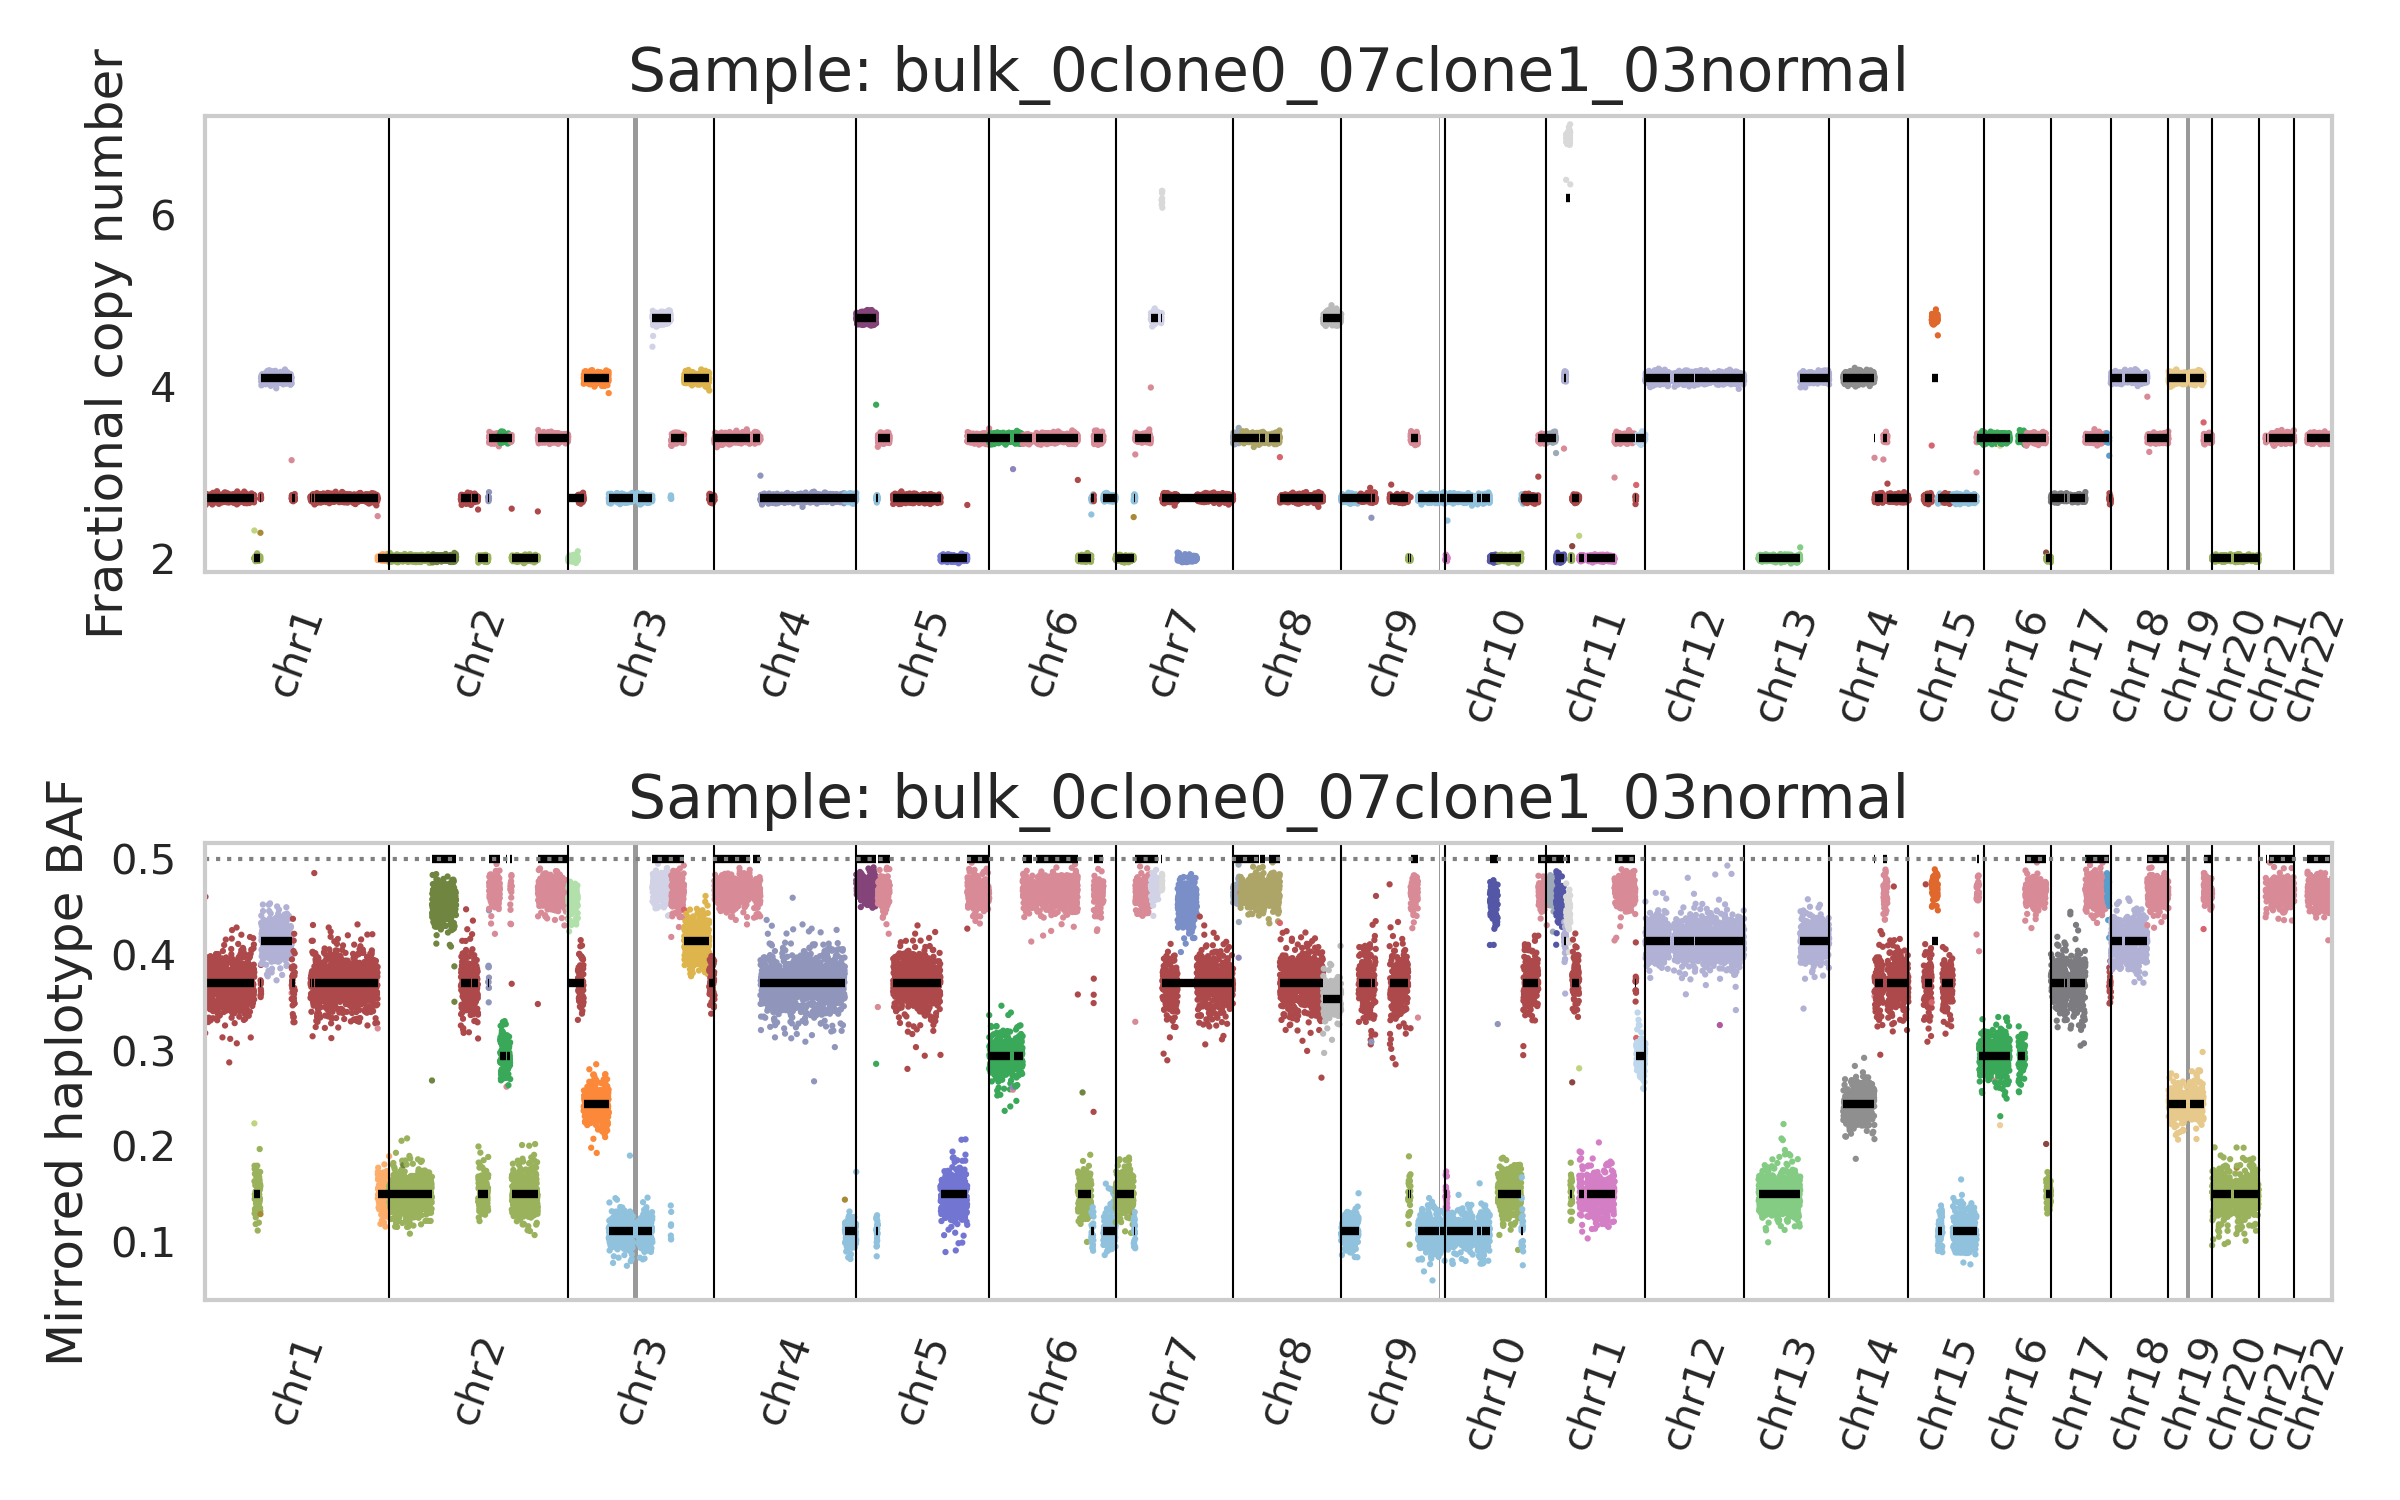 Sample: bulk_0clone0_07clone1_03normal
Fractional copy number
6
4
2
chr1
chr2
chr3
chr4
chr5
chr6
chr7
chr8
chr9
chr10
chr11
chr12
chr13
chr14
chr15
chr16
chr17
chr18
chr19
chr20
chr21
chr22
Sample: bulk_0clone0_07clone1_03normal
Mirrored haplotype BAF
0.5
0.4
0.3
0.2
0.1
chr1
chr2
chr3
chr4
chr5
chr6
chr7
chr8
chr9
chr10
chr11
chr12
chr13
chr14
chr15
chr16
chr17
chr18
chr19
chr20
chr21
chr22